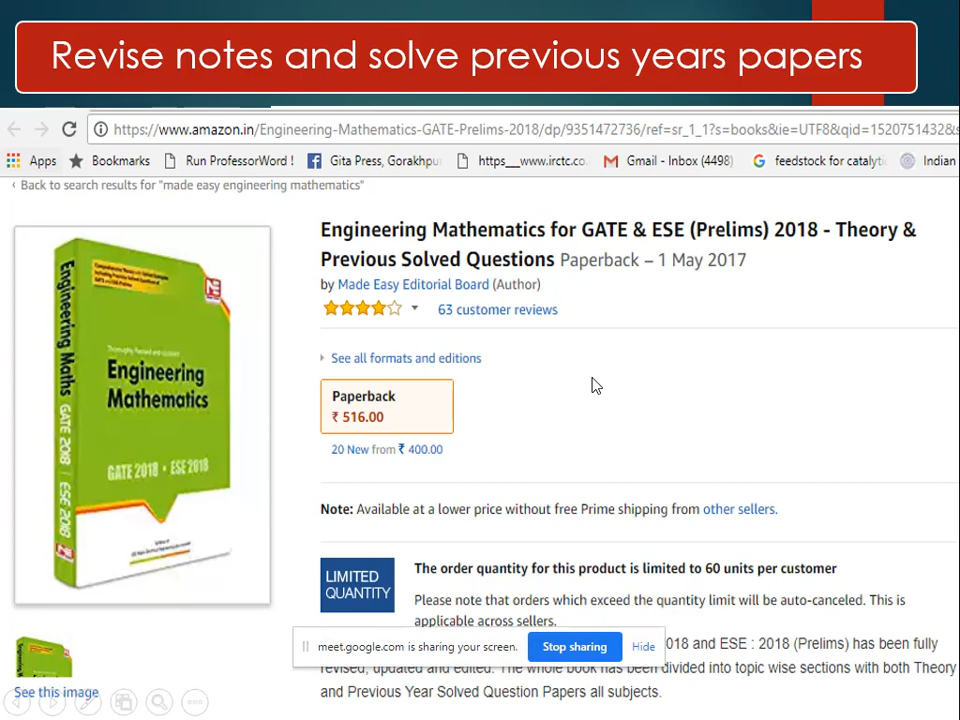 Revise notes and solve previous years papers
https://www.amazon.in/Engineering-Mathematics-GATE-Prelims-2018/dp/9351472736/ref=sr_1_1?s=books&ie=UTF8&qid=1520751432&s
Apps Bookmarks Run ProfessorWord ! Gita Press, Gorakhpu https__www.irctc.co. Gmail - Inbox (4498) feedstock for catalytic Indian
‹ Back to search results for "made easy engineering mathematics"
Engineering Mathematics for GATE & ESE (Prelims) 2018 - Theory &
Previous Solved Questions Paperback – 1 May 2017
by Made Easy Editorial Board (Author)
63 customer reviews
See all formats and editions
Paperback
₹ 516.00
20 New from ₹ 400.00
Note: Available at a lower price without free Prime shipping from other sellers.
Engineering Maths GATE 2018 | ESE 2018
Engineering
Mathematics
GATE 2018 • ESE 2018
LIMITED
QUANTITY
The order quantity for this product is limited to 60 units per customer
Please note that orders which exceed the quantity limit will be auto-canceled. This is
applicable across sellers.
meet.google.com is sharing your screen. Stop sharing Hide
018 and ESE : 2018 (Prelims) has been fully
revised, updated and edited. The whole book has been divided into topic wise sections with both Theory
and Previous Year Solved Question Papers all subjects.
See this image